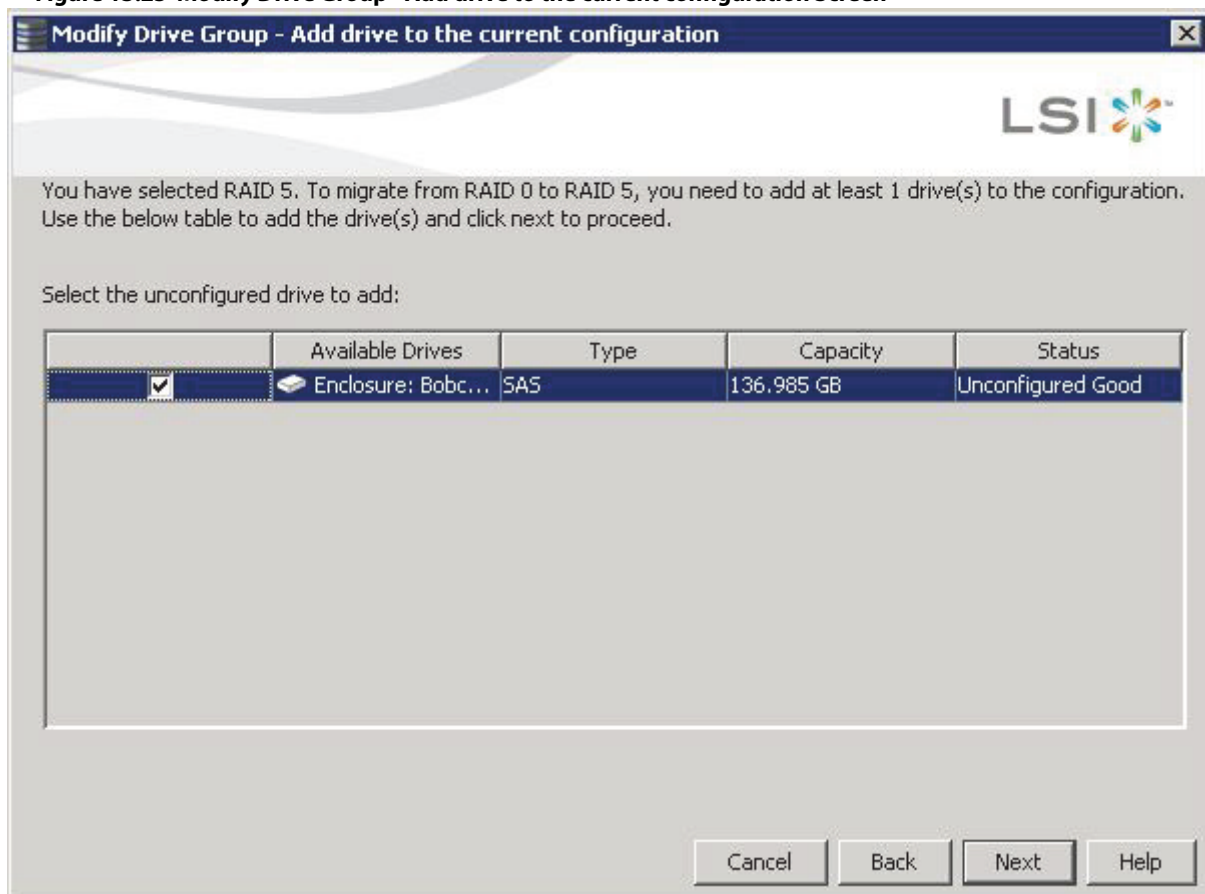 Modify Drive Group - Add drive to the current configuration
LSI
You have selected RAID 5. To migrate from RAID 0 to RAID 5, you need to add at least 1 drive(s) to the configuration.
Use the below table to add the drive(s) and click next to proceed.
Select the unconfigured drive to add:
Available Drives Type Capacity Status
Enclosure: Bobc... SAS 136.985 GB Unconfigured Good
Cancel Back Next Help